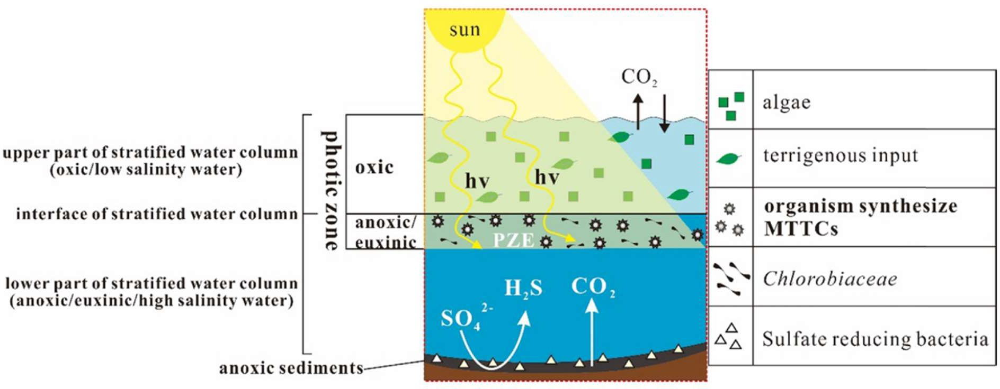 sun
CO₂
upper part of stratified water column
(oxic/low salinity water)
interface of stratified water column
lower part of stratified water column
(anoxic/euxinic/high salinity water)
anoxic sediments
photic zone
oxic
anoxic/
euxinic
hv
hv
PZE
H₂S
CO₂
SO₄²⁻
algae
terrigenous input
organism synthesize
MTTCs
Chlorobiaceae
Sulfate reducing bacteria